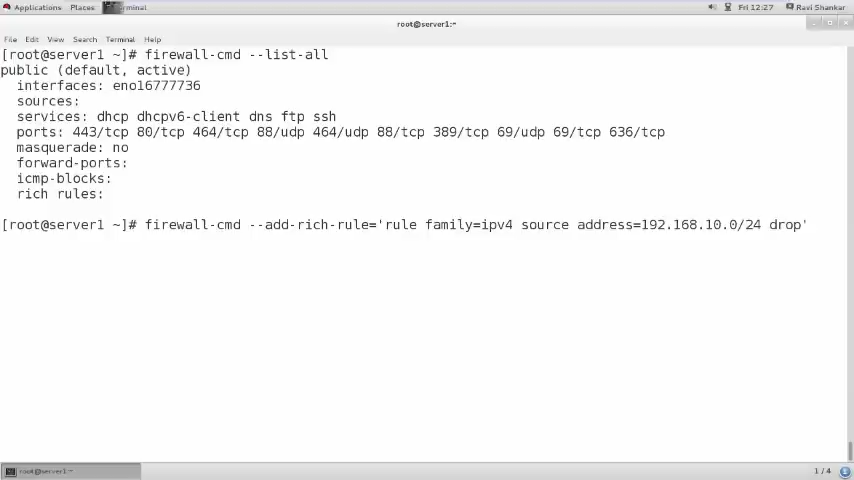 Applications Places Terminal Fri 12:27 Ravi Shankar
root@server1:~
File Edit View Search Terminal Help
[root@server1 ~]# firewall-cmd --list-all
public (default, active)
  interfaces: eno16777736
  sources:
  services: dhcp dhcpv6-client dns ftp ssh
  ports: 443/tcp 80/tcp 464/tcp 88/udp 464/udp 88/tcp 389/tcp 69/udp 69/tcp 636/tcp
  masquerade: no
  forward-ports:
  icmp-blocks:
  rich rules:
[root@server1 ~]# firewall-cmd --add-rich-rule='rule family=ipv4 source address=192.168.10.0/24 drop'
root@server1:~ 1 / 4